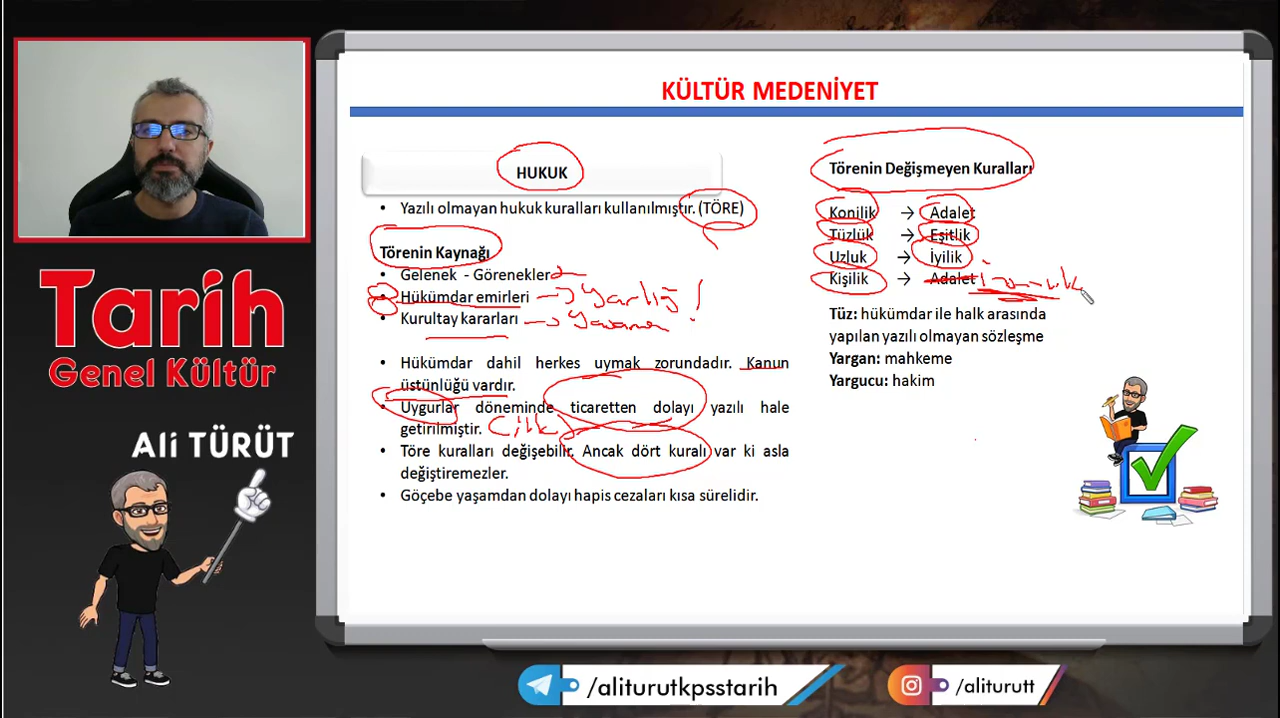 KÜLTÜR MEDENİYET
HUKUK
• Yazılı olmayan hukuk kuralları kullanılmıştır. (TÖRE)
Törenin Kaynağı
• Gelenek - Görenekler
• Hükümdar emirleri → Yarlığ !
• Kurultay kararları →
• Hükümdar dahil herkes uymak zorundadır. Kanun
üstünlüğü vardır.
• Uygurlar döneminde ticaretten dolayı yazılı hale
getirilmiştir. (ilk)
• Töre kuralları değişebilir. Ancak dört kuralı var ki asla
değiştiremezler.
• Göçebe yaşamdan dolayı hapis cezaları kısa sürelidir.
Törenin Değişmeyen Kuralları
Konilik → Adalet
Tüzlük → Eşitlik
Uzluk → İyilik
Kişilik → Adalet
Tüz: hükümdar ile halk arasında
yapılan yazılı olmayan sözleşme
Yargan: mahkeme
Yargucu: hakim
Tarih
Genel Kültür
Ali TÜRÜT
/aliturutkpsstarih
/aliturutt